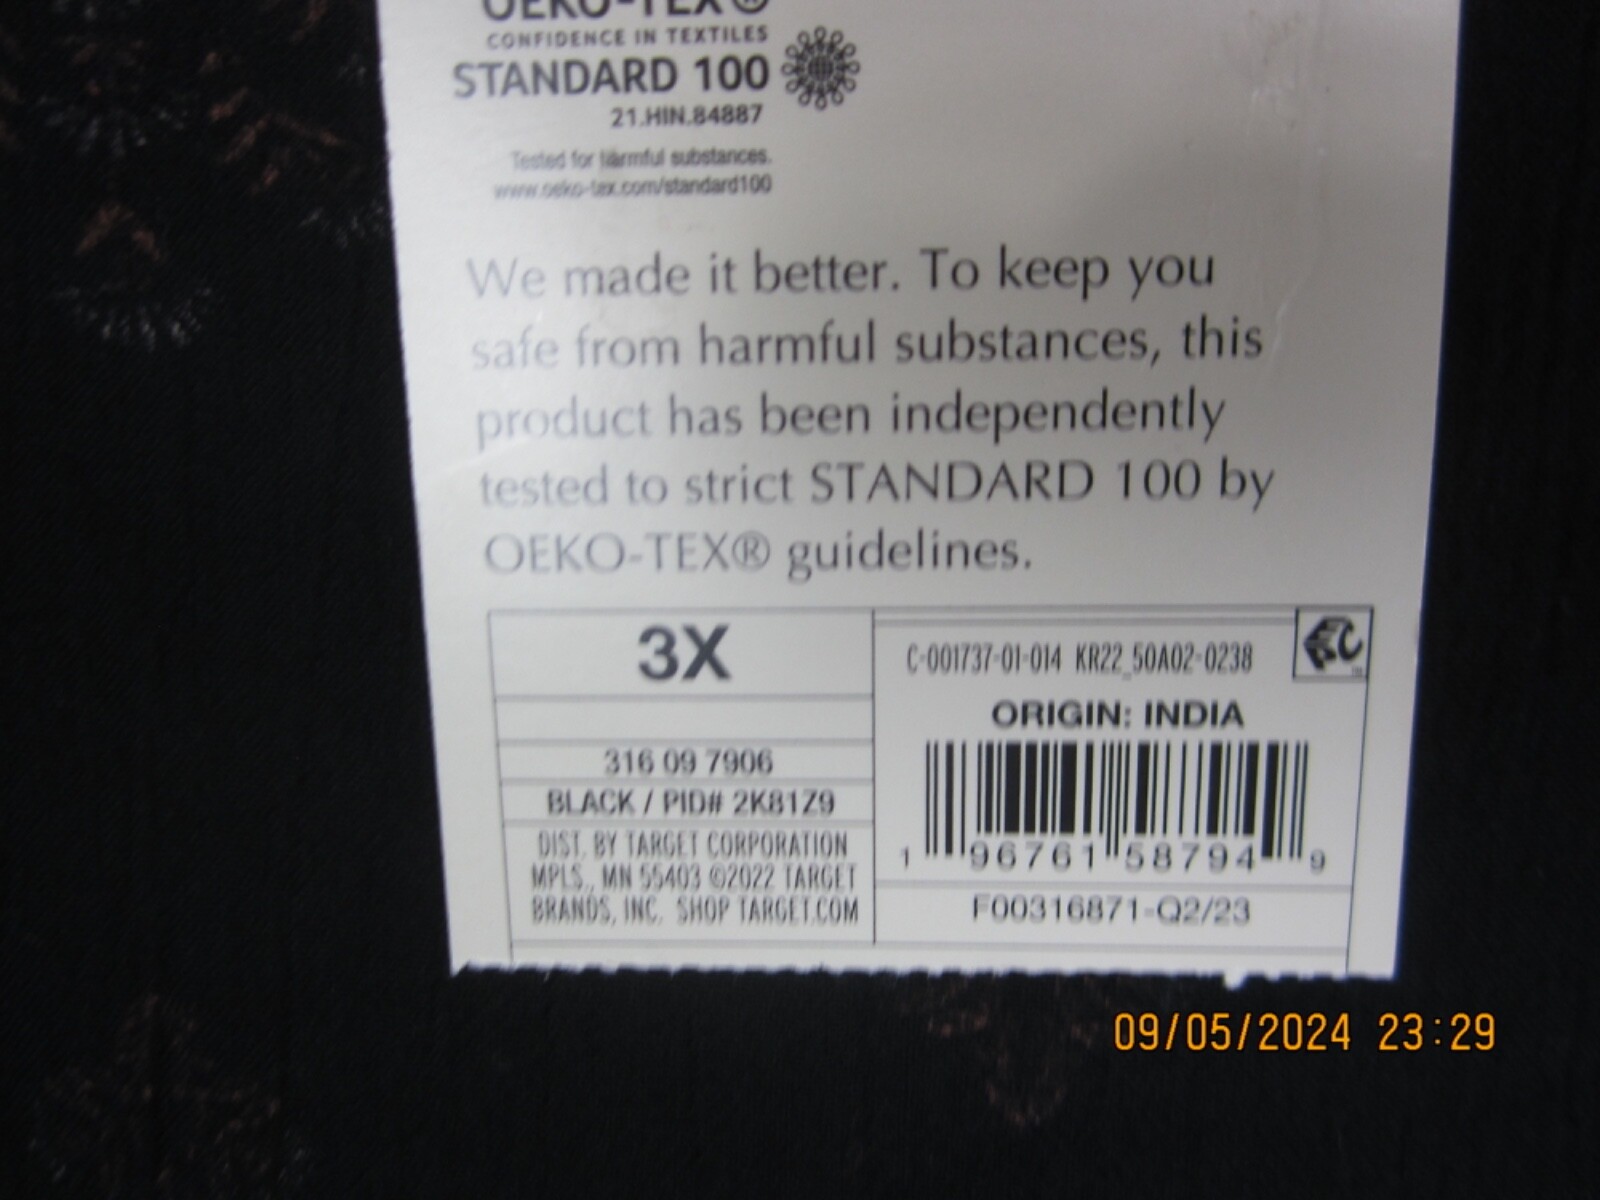 OEKO-TEX®
CONFIDENCE IN TEXTILES
STANDARD 100
21.HIN.84887
Tested for harmful substances.
www.oeko-tex.com/standard100
We made it better. To keep you
safe from harmful substances, this
product has been independently
tested to strict STANDARD 100 by
OEKO-TEX® guidelines.
3X
316 09 7906
BLACK / PID# 2K81Z9
DIST. BY TARGET CORPORATION
MPLS., MN 55403 ©2022 TARGET
BRANDS, INC. SHOP TARGET.COM
C-001737-01-014 KR22_50A02-0238
ORIGIN: INDIA
1 96761 58794 9
F00316871-Q2/23
09/05/2024 23:29